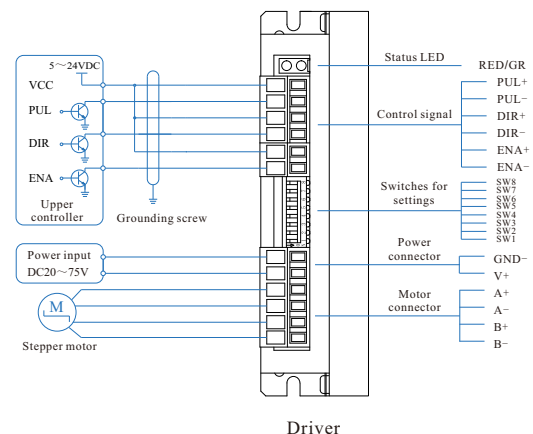 5～24VDC
VCC
PUL
DIR
ENA
Upper
controller
Grounding screw
Power input
DC20～75V
M
Stepper motor
Status LED
RED/GR
Control signal
PUL+
PUL−
DIR+
DIR−
ENA+
ENA−
Switches for
settings
SW8
SW7
SW6
SW5
SW4
SW3
SW2
SW1
Power
connector
GND−
V+
Motor
connector
A+
A−
B+
B−
Driver